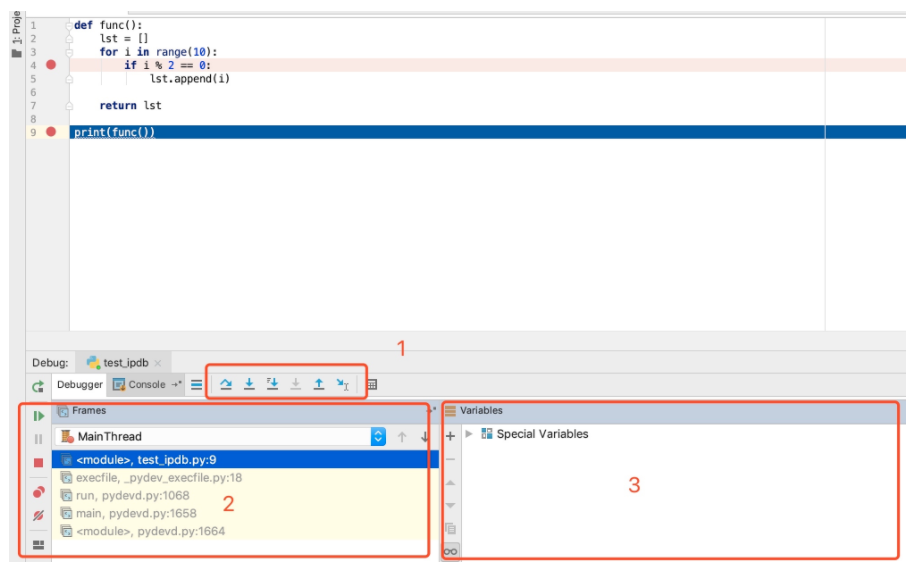 1: Proje
1 def func():
2 lst = []
3 for i in range(10):
4 if i % 2 == 0:
5 lst.append(i)
6
7 return lst
8
9 print(func())
1
Debug: test_ipdb ×
Debugger Console →*
Frames →*
Variables
MainThread
Special Variables
<module>, test_ipdb.py:9
execfile, _pydev_execfile.py:18
run, pydevd.py:1068
main, pydevd.py:1658
<module>, pydevd.py:1664
2
3